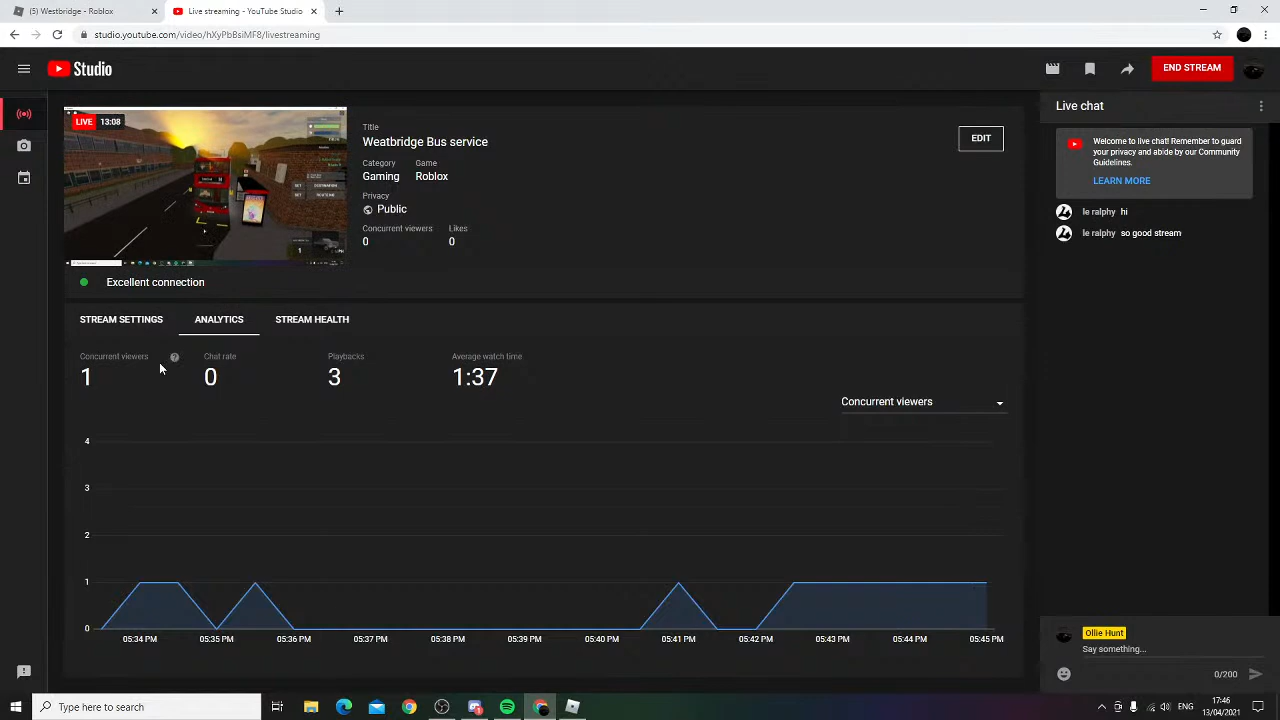 (5) Westbridge - Roblox
Live streaming - YouTube Studio
studio.youtube.com/video/hXyPbBsiMF8/livestreaming
Studio
END STREAM
LIVE 13:08
Title
Weatbridge Bus service
EDIT
Category Game
Gaming Roblox
Privacy
Public
Concurrent viewers Likes
0 0
Excellent connection
STREAM SETTINGS ANALYTICS STREAM HEALTH
Concurrent viewers ? Chat rate Playbacks Average watch time
1 0 3 1:37
Concurrent viewers
4
3
2
1
0
05:34 PM 05:35 PM 05:36 PM 05:37 PM 05:38 PM 05:39 PM 05:40 PM 05:41 PM 05:42 PM 05:43 PM 05:44 PM 05:45 PM
Live chat
Welcome to live chat! Remember to guard
your privacy and abide by our Community
Guidelines.
LEARN MORE
le ralphy hi
le ralphy so good stream
Ollie Hunt
Say something...
0/200
Type here to search
ENG
17:46
13/04/2021